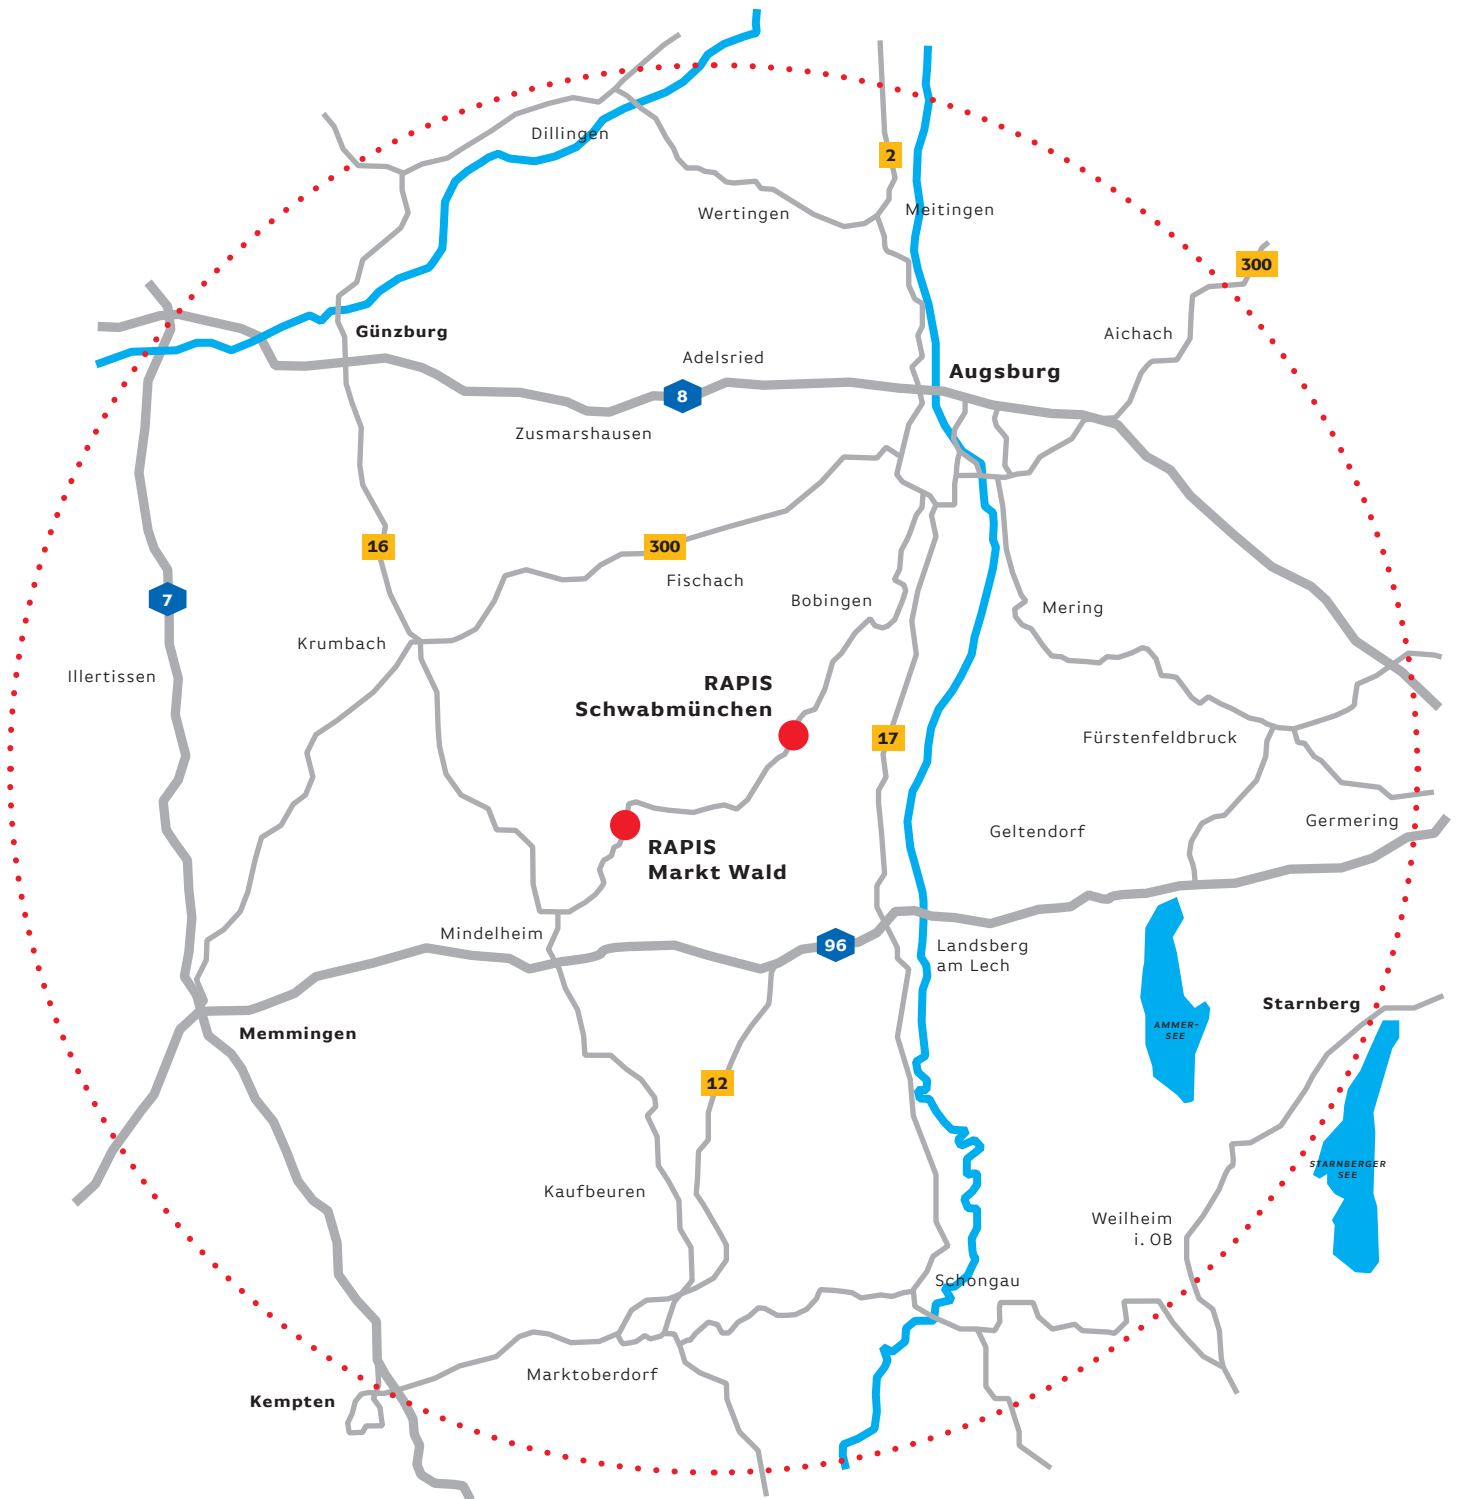 Dillingen
2
Wertingen
Meitingen
300
Günzburg
Aichach
Adelsried
Augsburg
8
Zusmarshausen
16
300
Fischach
7
Bobingen
Mering
Krumbach
Illertissen
RAPIS
Schwabmünchen
17
Fürstenfeldbruck
Germering
Geltendorf
RAPIS
Markt Wald
Mindelheim
96
Landsberg
am Lech
Starnberg
Memmingen
AMMER-
SEE
12
STARNBERGER
SEE
Kaufbeuren
Weilheim
i. OB
Schongau
Marktoberdorf
Kempten